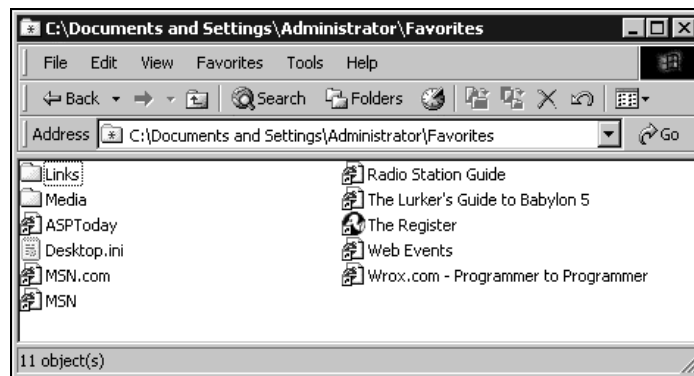 C:\Documents and Settings\Administrator\Favorites
File Edit View Favorites Tools Help
Back Search Folders
Address C:\Documents and Settings\Administrator\Favorites Go
Links
Media
ASPToday
Desktop.ini
MSN.com
MSN
Radio Station Guide
The Lurker's Guide to Babylon 5
The Register
Web Events
Wrox.com - Programmer to Programmer
11 object(s)